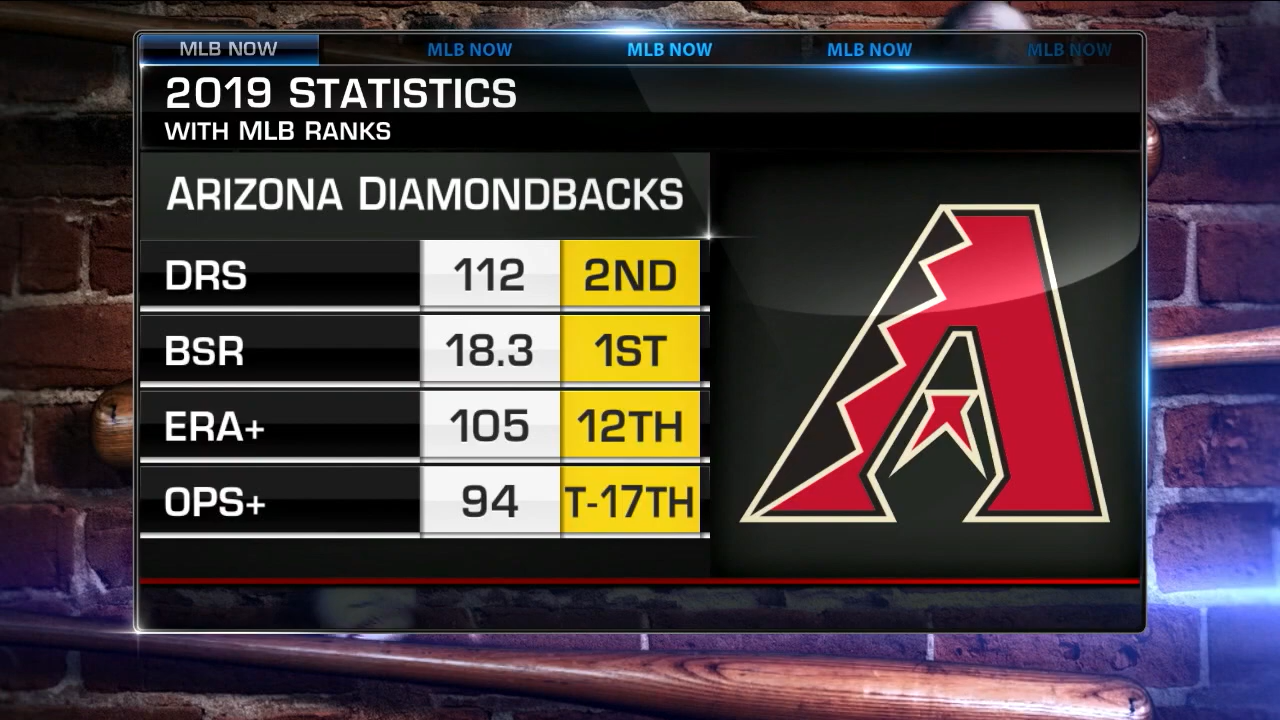 MLB NOW MLB NOW MLB NOW MLB NOW MLB NOW
2019 STATISTICS
WITH MLB RANKS
ARIZONA DIAMONDBACKS
DRS 112 2ND
BSR 18.3 1ST
ERA+ 105 12TH
OPS+ 94 T-17TH